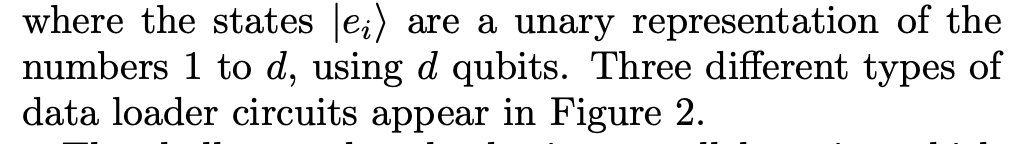 where the states |e_i⟩ are a unary representation of the
numbers 1 to d, using d qubits. Three different types of
data loader circuits appear in Figure 2.